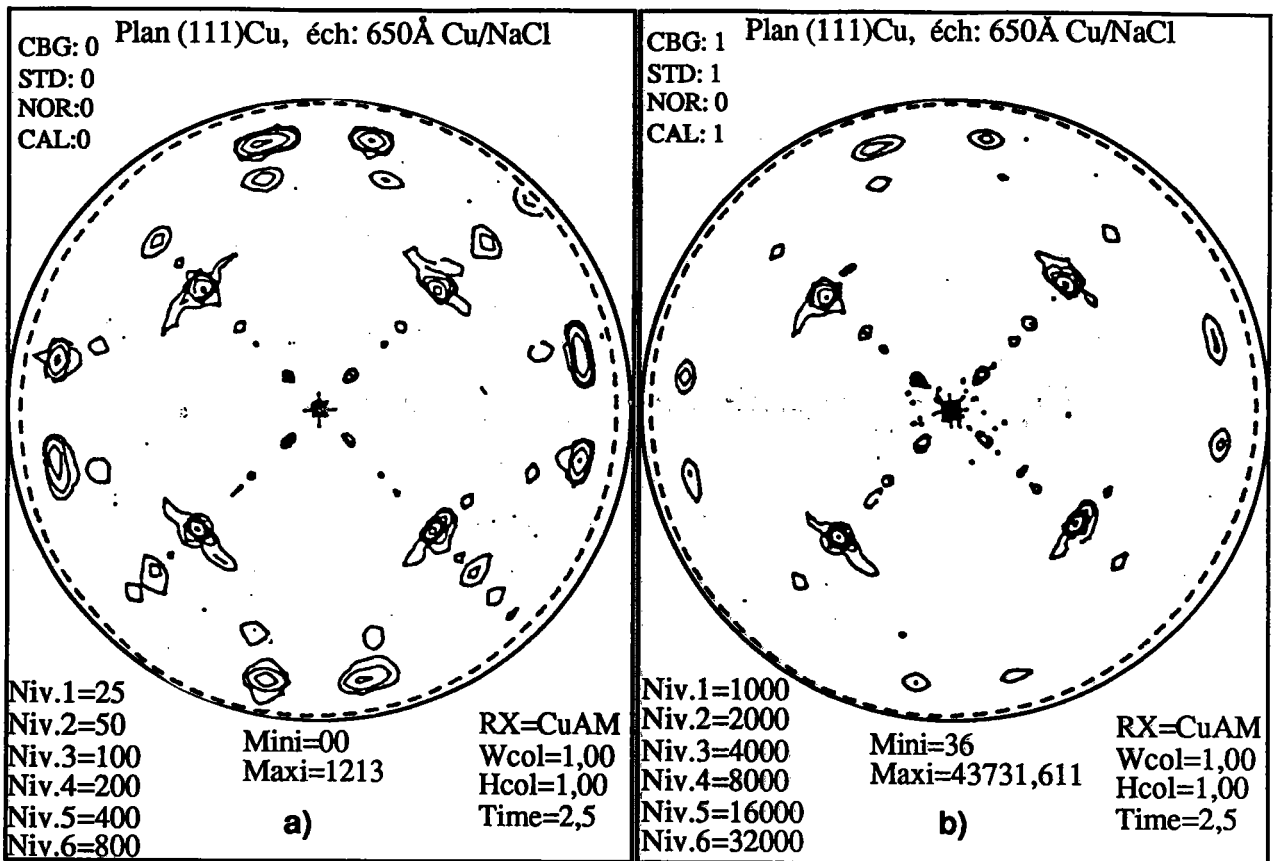 Plan (111)Cu, éch: 650Å Cu/NaCl
CBG: 0
STD: 0
NOR:0
CAL:0
Niv.1=25
Niv.2=50
Niv.3=100
Niv.4=200
Niv.5=400
Niv.6=800
Mini=00
Maxi=1213
a)
RX=CuAM
Wcol=1,00
Hcol=1,00
Time=2,5
Plan (111)Cu, éch: 650Å Cu/NaCl
CBG: 1
STD: 1
NOR: 0
CAL: 1
Niv.1=1000
Niv.2=2000
Niv.3=4000
Niv.4=8000
Niv.5=16000
Niv.6=32000
Mini=36
Maxi=43731,611
b)
RX=CuAM
Wcol=1,00
Hcol=1,00
Time=2,5